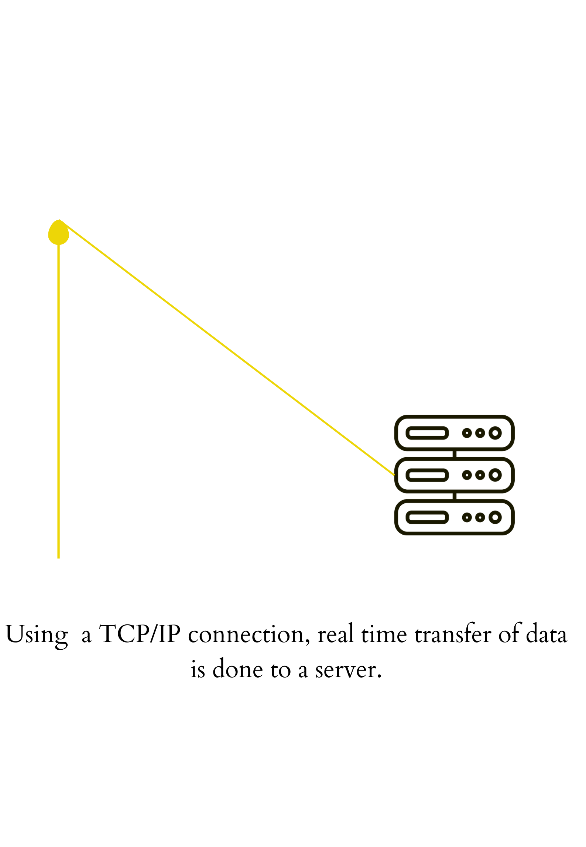 Using  a TCP/IP connection, real time transfer of data
is done to a server.